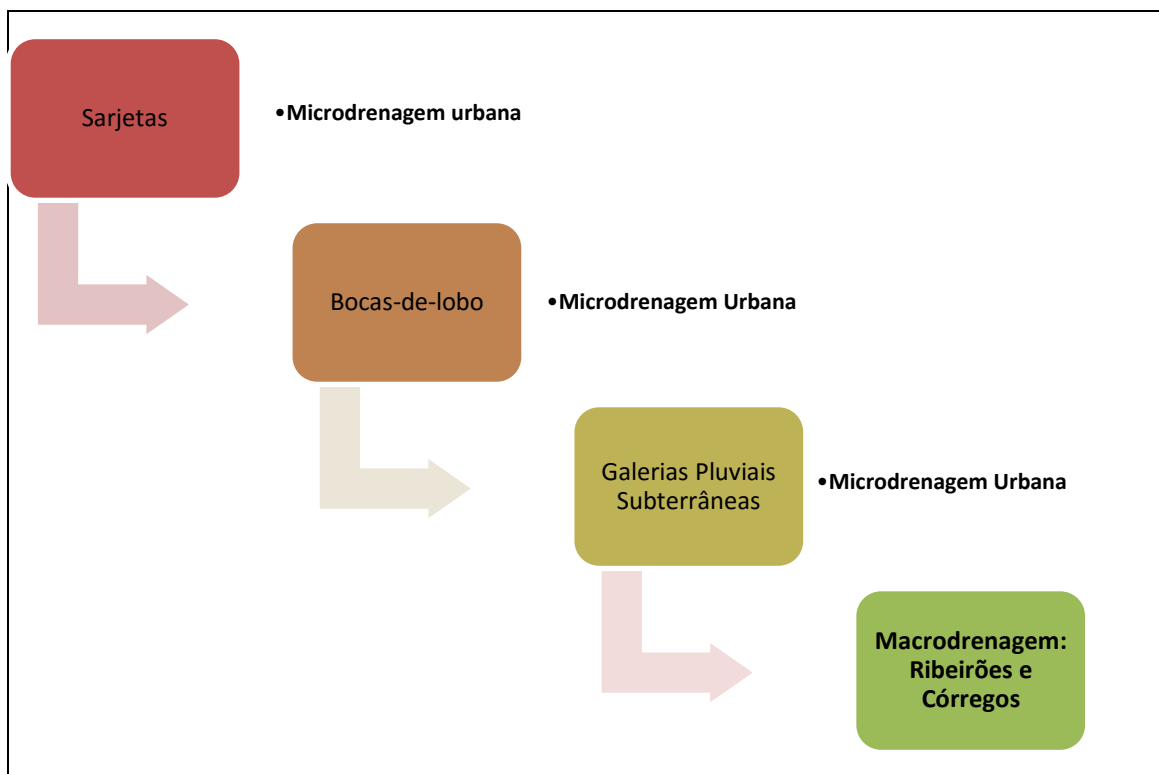 Sarjetas
•Microdrenagem urbana
Bocas-de-lobo
•Microdrenagem Urbana
Galerias Pluviais
Subterrâneas
•Microdrenagem Urbana
Macrodrenagem:
Ribeirões e
Córregos